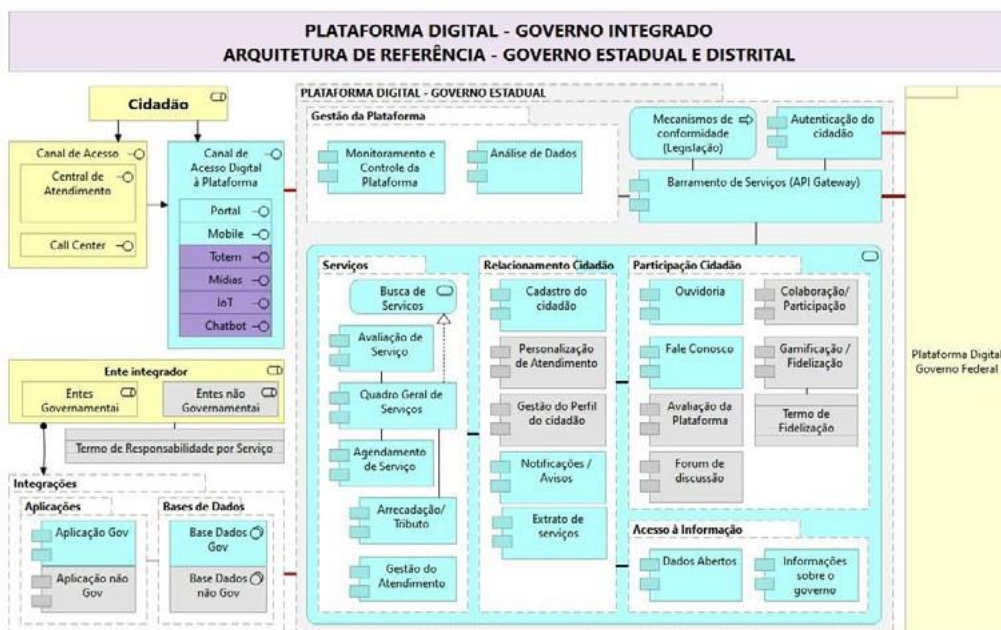 PLATAFORMA DIGITAL - GOVERNO INTEGRADO
ARQUITETURA DE REFERÊNCIA - GOVERNO ESTADUAL E DISTRITAL
Cidadão
Canal de Acesso
Central de
Atendimento
Call Center
Canal de
Acesso Digital
à Plataforma
Portal
Mobile
Totem
Mídias
IoT
Chatbot
Ente integrador
Entes
Governamentai
Entes não
Governamentai
Termo de Responsabilidade por Serviço
Integrações
Aplicações
Aplicação Gov
Aplicação não
Gov
Bases de Dados
Base Dados
Gov
Base Dados
não Gov
PLATAFORMA DIGITAL - GOVERNO ESTADUAL
Gestão da Plataforma
Monitoramento e
Controle da
Plataforma
Análise de Dados
Mecanismos de
conformidade
(Legislação)
Autenticação do
cidadão
Barramento de Serviços (API Gateway)
Serviços
Busca de
Servicos
Avaliação de
Serviço
Quadro Geral de
Serviços
Agendamento
de Serviço
Arrecadação/
Tributo
Gestão do
Atendimento
Relacionamento Cidadão
Cadastro do
cidadão
Personalização
de Atendimento
Gestão do Perfil
do cidadão
Notificações /
Avisos
Extrato de
serviços
Participação Cidadão
Ouvidoria
Colaboração/
Participação
Fale Conosco
Gamificação /
Fidelização
Avaliação da
Plataforma
Termo de
Fidelização
Forum de
discussão
Acesso à Informação
Dados Abertos
Informações
sobre o
governo
Plataforma Digital
Governo Federal